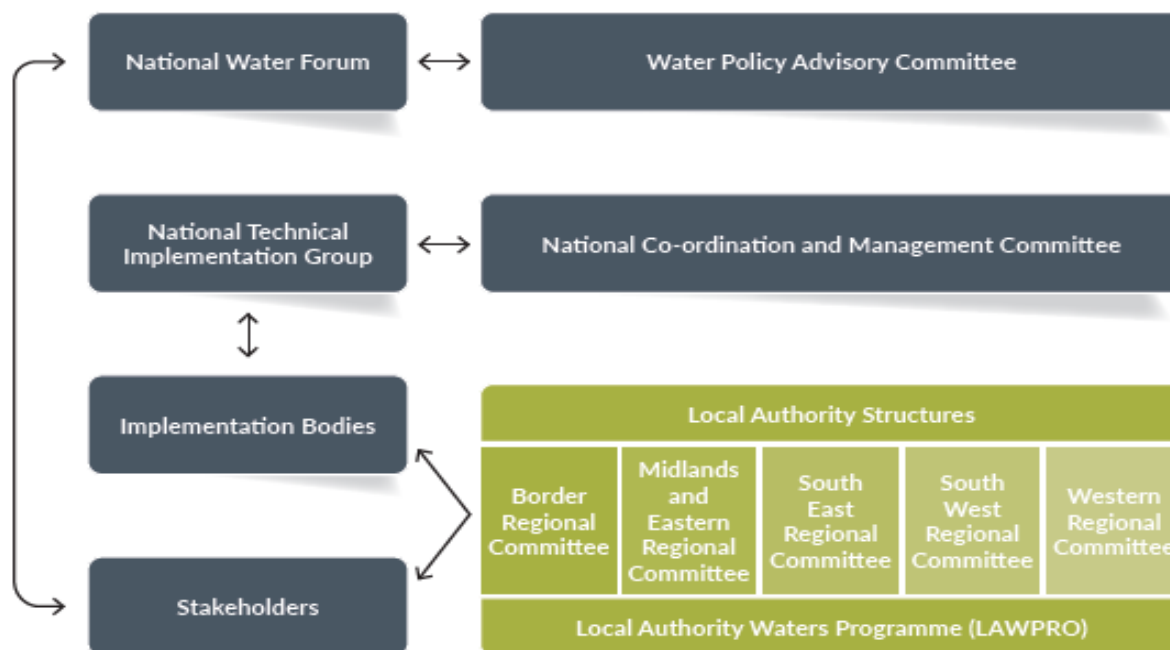 National Water Forum
Water Policy Advisory Committee
National Technical
Implementation Group
National Co-ordination and Management Committee
Implementation Bodies
Local Authority Structures
Border
Regional
Committee
Midlands
and
Eastern
Regional
Committee
South
East
Regional
Committee
South
West
Regional
Committee
Western
Regional
Committee
Stakeholders
Local Authority Waters Programme (LAWPRO)